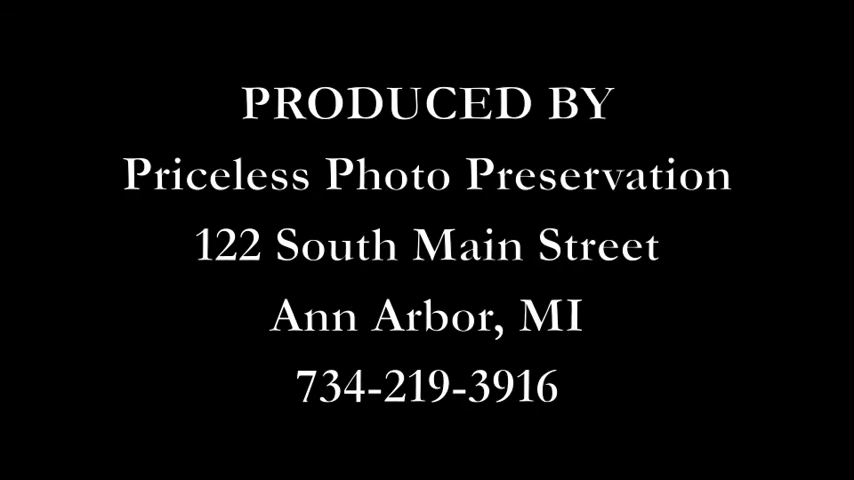 PRODUCED BY
Priceless Photo Preservation
122 South Main Street
Ann Arbor, MI
734-219-3916